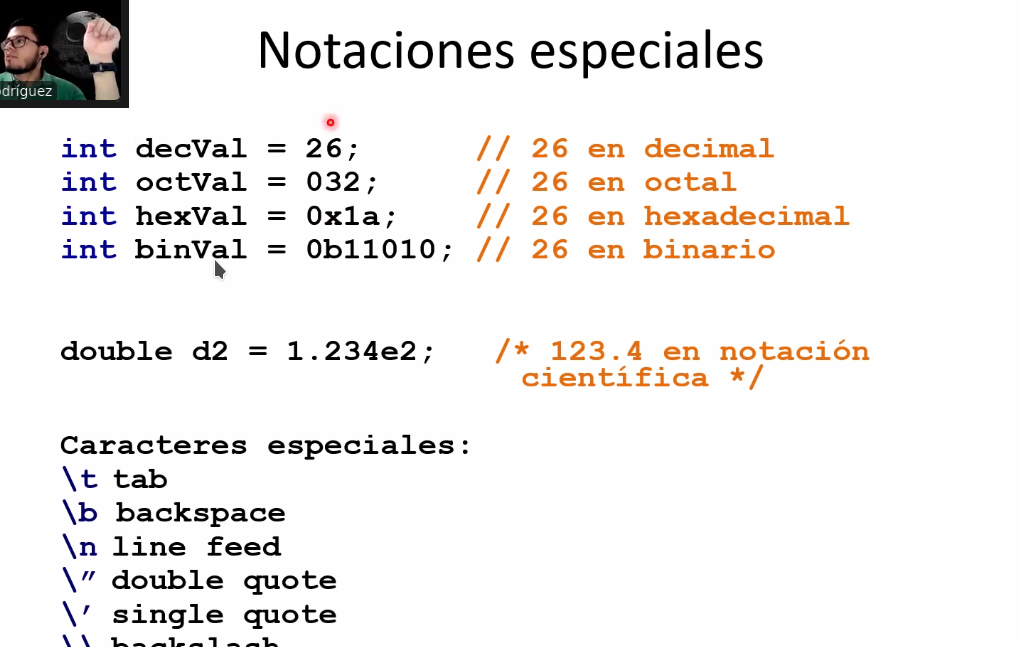 Notaciones especiales
dríguez
int decVal = 26; // 26 en decimal
int octVal = 032; // 26 en octal
int hexVal = 0x1a; // 26 en hexadecimal
int binVal = 0b11010; // 26 en binario
double d2 = 1.234e2; /* 123.4 en notación
científica */
Caracteres especiales:
\t tab
\b backspace
\n line feed
\″ double quote
\′ single quote
\\ backslash